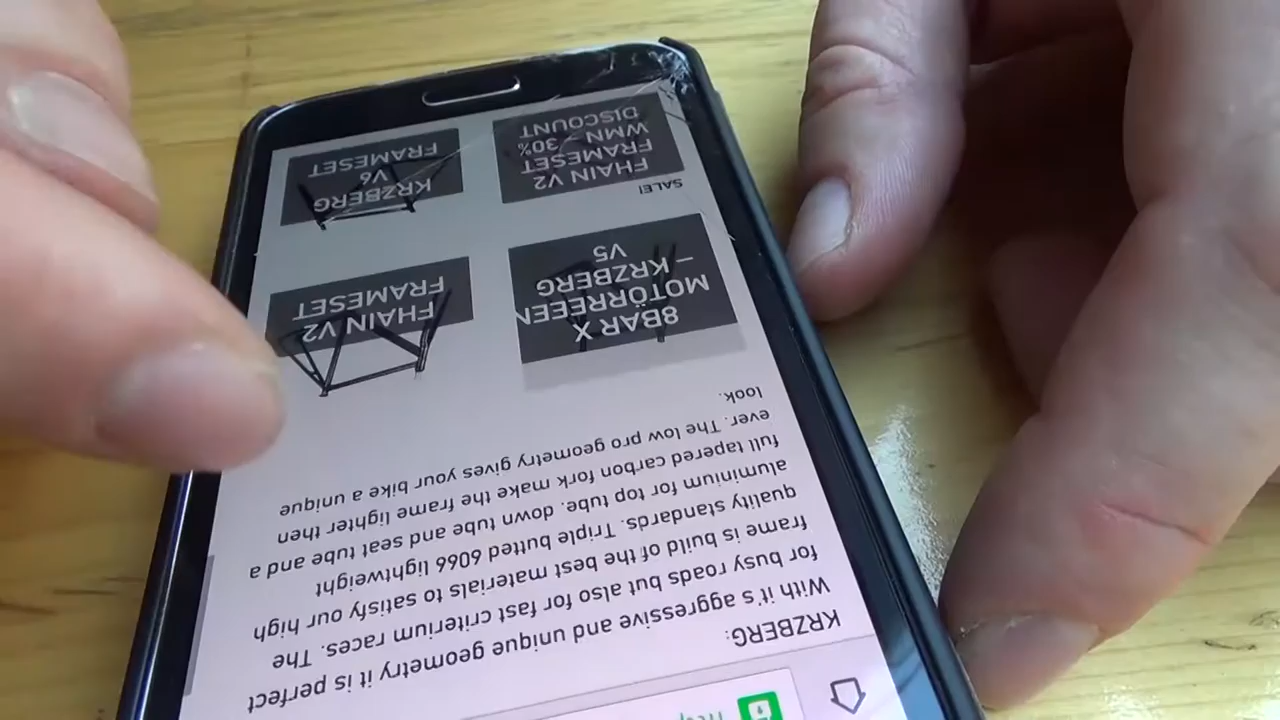 https
KRZBERG:
With it's aggressive and unique geometry it is perfect
for busy roads but also for fast criterium races. The
frame is build of the best materials to satisfy our high
quality standards. Triple butted 6066 lightweight
aluminium for top tube. down tube and seat tube and a
full tapered carbon fork make the frame lighter then
ever. The low pro geometry gives your bike a unique
look.
8BAR X
MOTÖRREEEN
– KRZBERG
V5
FHAIN V2
FRAMESET
SALE!
FHAIN V2
FRAMESET
WMN – 30%
DISCOUNT
KRZBERG
V6
FRAMESET